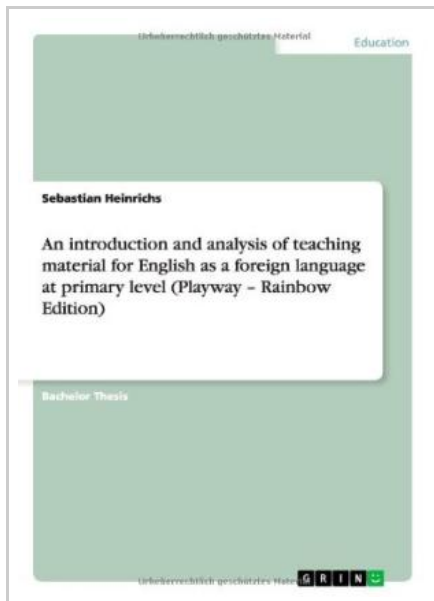 Urheberrechtlich geschütztes Material
Education
Sebastian Heinrichs
An introduction and analysis of teaching
material for English as a foreign language
at primary level (Playway – Rainbow
Edition)
Bachelor Thesis
Urheberrechtlich geschütztes Mater
GRIN